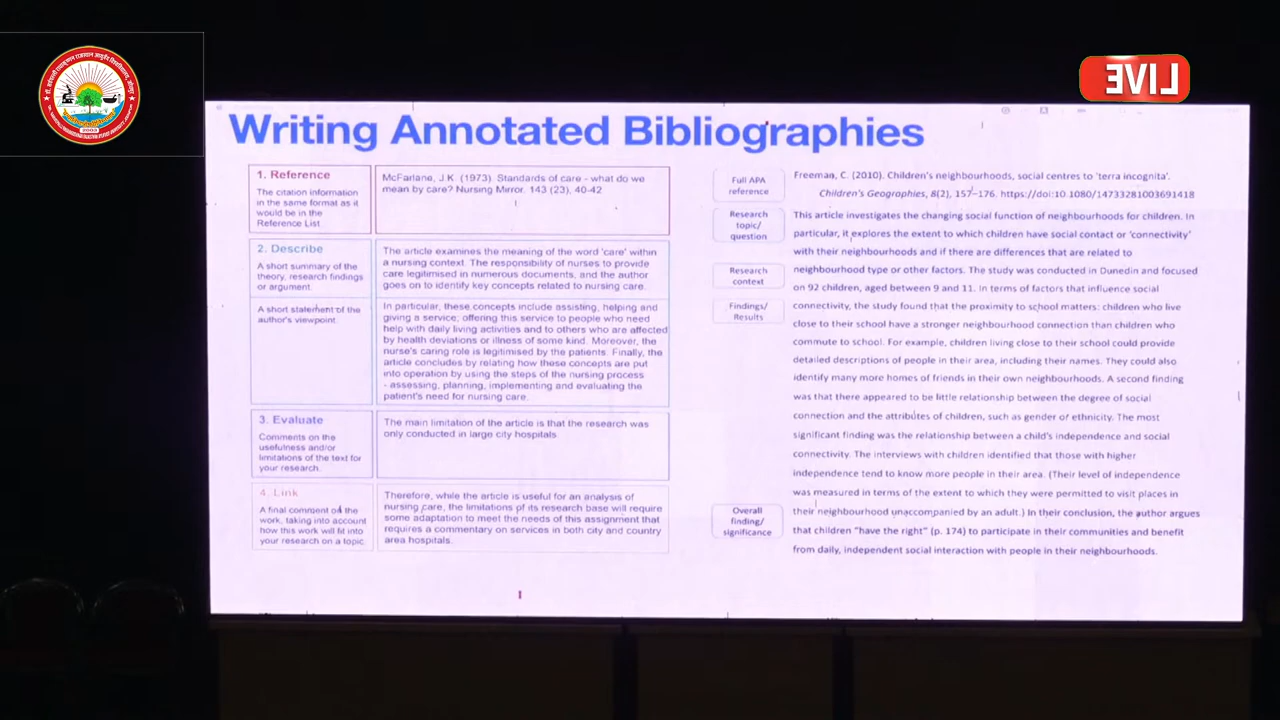 LIVE
2003
Writing Annotated Bibliographies
1. Reference
The citation information
in the same format as it
would be in the
Reference List
McFarlane, J.K. (1973) Standards of care - what do we
mean by care? Nursing Mirror. 143 (23), 40-42
2. Describe
A short summary of the
theory, research findings
or argument.
The article examines the meaning of the word 'care' within
a nursing context. The responsibility of nurses to provide
care legitimised in numerous documents, and the author
goes on to identify key concepts related to nursing care.
A short statement of the
author's viewpoint.
In particular, these concepts include assisting, helping and
giving a service; offering this service to people who need
help with daily living activities and to others who are affected
by health deviations or illness of some kind. Moreover, the
nurse's caring role is legitimised by the patients. Finally, the
article concludes by relating how these concepts are put
into operation by using the steps of the nursing process
- assessing, planning, implementing and evaluating the
patient's need for nursing care.
3. Evaluate
Comments on the
usefulness and/or
limitations of the text for
your research.
The main limitation of the article is that the research was
only conducted in large city hospitals
4. Link
A final comment on the
work, taking into account
how this work will fit into
your research on a topic.
Therefore, while the article is useful for an analysis of
nursing care, the limitations of its research base will require
some adaptation to meet the needs of this assignment that
requires a commentary on services in both city and country
area hospitals.
Full APA
reference
Freeman, C. (2010). Children's neighbourhoods, social centres to 'terra incognita'.
Children's Geographies, 8(2), 157–176. https://doi:10.1080/14733281003691418
Research
topic/
question
Research
context
Findings/
Results
Overall
finding/
significance
This article investigates the changing social function of neighbourhoods for children. In
particular, it explores the extent to which children have social contact or 'connectivity'
with their neighbourhoods and if there are differences that are related to
neighbourhood type or other factors. The study was conducted in Dunedin and focused
on 92 children, aged between 9 and 11. In terms of factors that influence social
connectivity, the study found that the proximity to school matters: children who live
close to their school have a stronger neighbourhood connection than children who
commute to school. For example, children living close to their school could provide
detailed descriptions of people in their area, including their names. They could also
identify many more homes of friends in their own neighbourhoods. A second finding
was that there appeared to be little relationship between the degree of social
connection and the attributes of children, such as gender of ethnicity. The most
significant finding was the relationship between a child's independence and social
connectivity. The interviews with children identified that those with higher
independence tend to know more people in their area. (Their level of independence
was measured in terms of the extent to which they were permitted to visit places in
their neighbourhood unaccompanied by an adult.) In their conclusion, the author argues
that children "have the right" (p. 174) to participate in their communities and benefit
from daily, independent social interaction with people in their neighbourhoods.